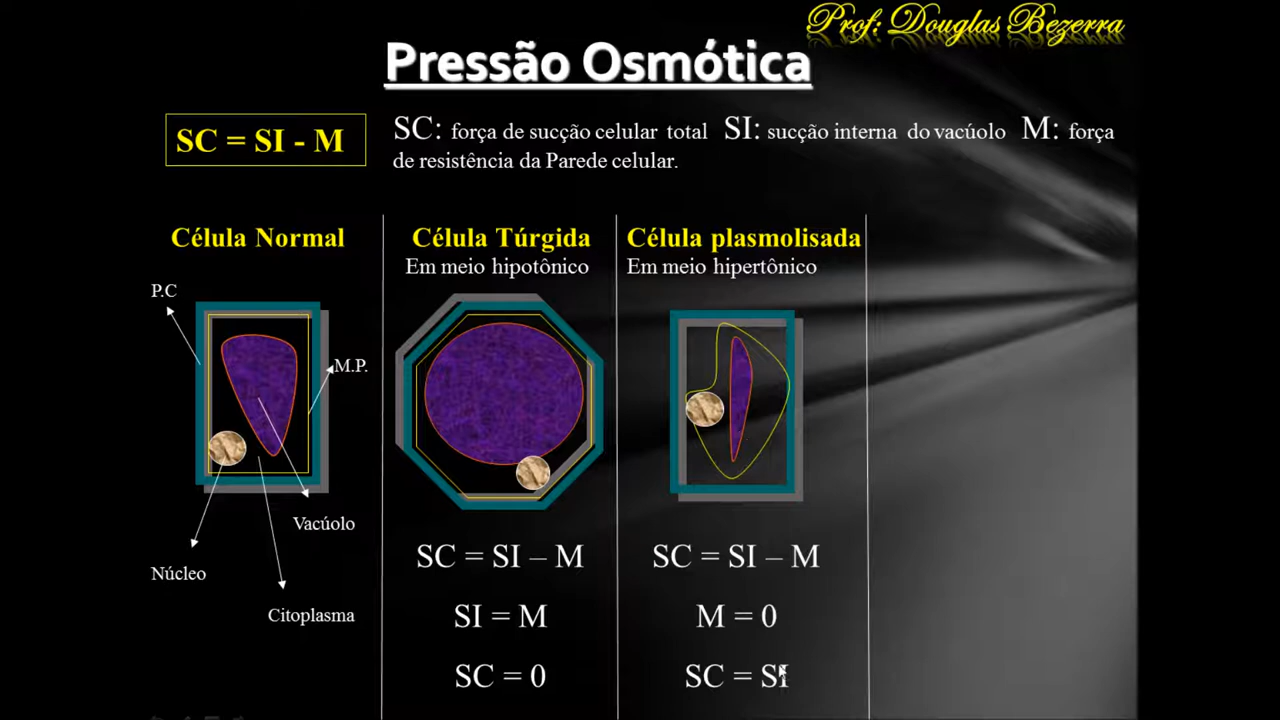 Prof: Douglas Bezerra
Pressão Osmótica
SC = SI - M
SC: força de sucção celular total SI: sucção interna do vacúolo M: força
de resistência da Parede celular.
Célula Normal
P.C
M.P.
Vacúolo
Núcleo
Citoplasma
Célula Túrgida
Em meio hipotônico
SC = SI – M
SI = M
SC = 0
Célula plasmolisada
Em meio hipertônico
SC = SI – M
M = 0
SC = SI